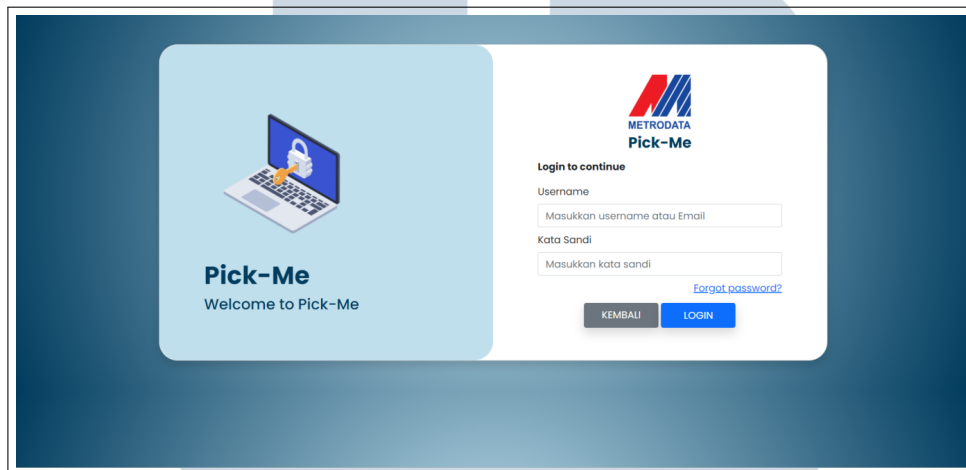 Pick-Me
Welcome to Pick-Me
METRODATA
Pick-Me
Login to continue
Username
Masukkan username atau Email
Kata Sandi
Masukkan kata sandi
Forgot password?
KEMBALI LOGIN